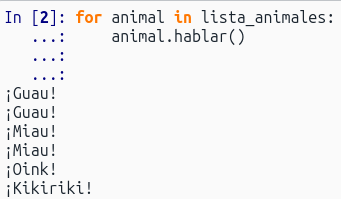 In [2]: for animal in lista_animales:
   ...:     animal.hablar()
   ...:
   ...:
¡Guau!
¡Guau!
¡Miau!
¡Miau!
¡Oink!
¡Kikiriki!